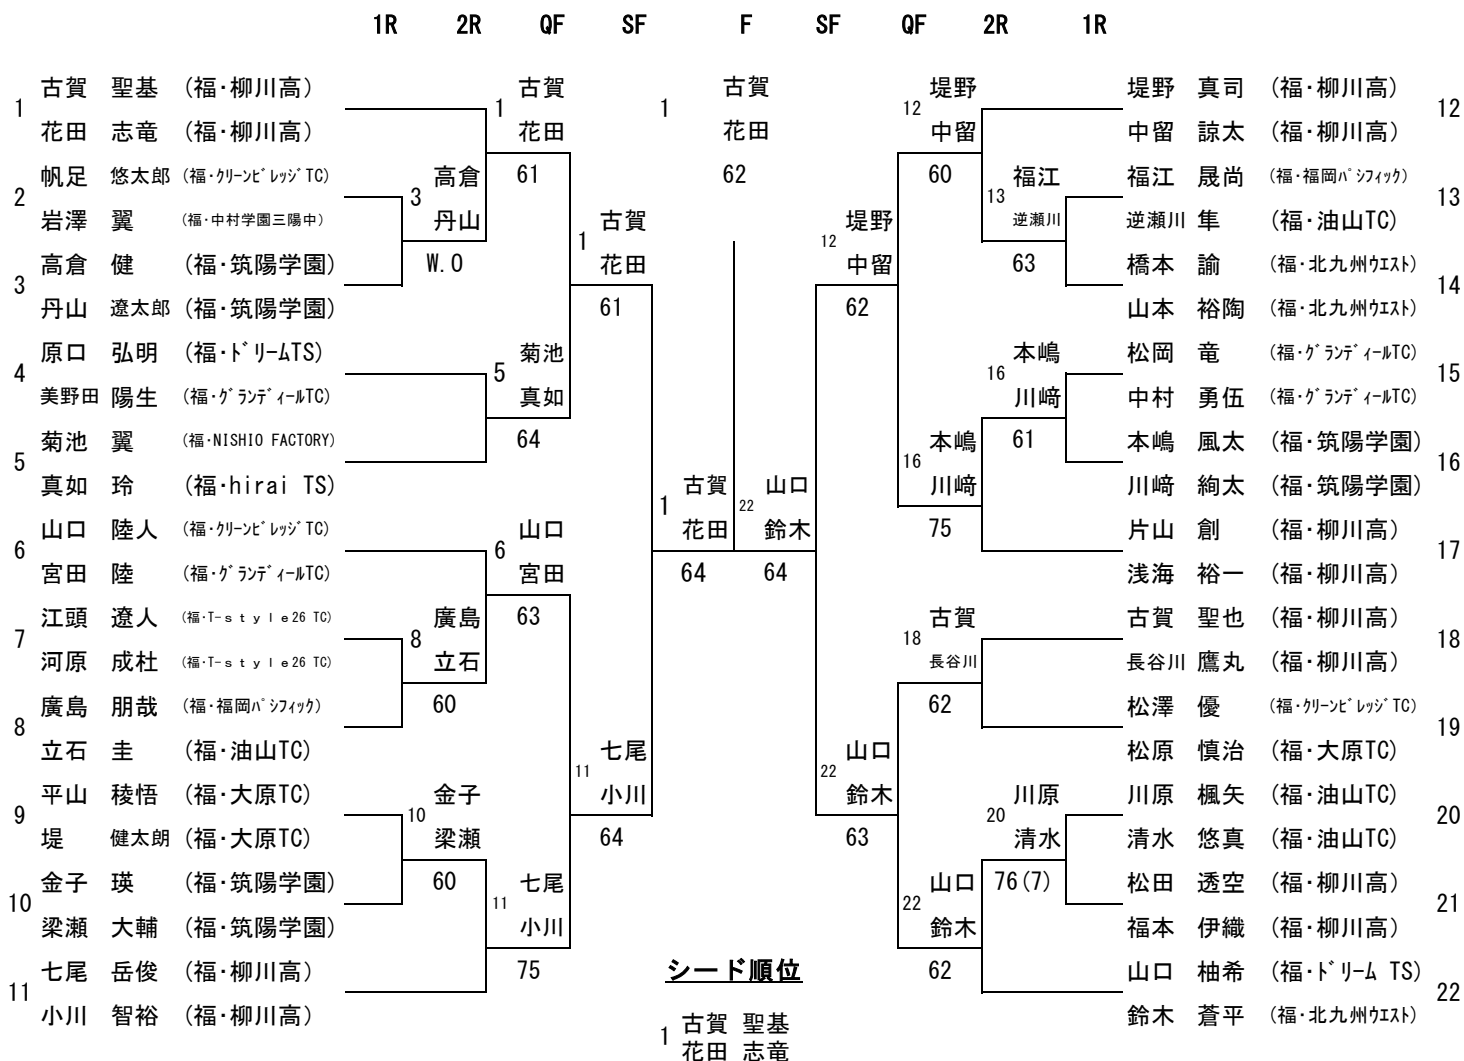 1R 2R QF SF F SF QF 2R 1R
1 古賀 聖基 (福・柳川高)
花田 志竜 (福・柳川高)
2 帆足 悠太郎 (福・クリーンビレッジTC)
岩澤 翼 (福・中村学園三陽中)
3 高倉 健 (福・筑陽学園)
丹山 遼太郎 (福・筑陽学園)
4 原口 弘明 (福・ドリームTS)
美野田 陽生 (福・グランディールTC)
5 菊池 翼 (福・NISHIO FACTORY)
真如 玲 (福・hirai TS)
6 山口 陸人 (福・クリーンビレッジTC)
宮田 陸 (福・グランディールTC)
7 江頭 遼人 (福・T-style26 TC)
河原 成杜 (福・T-style26 TC)
8 廣島 朋哉 (福・福岡パシフィック)
立石 圭 (福・油山TC)
9 平山 稜悟 (福・大原TC)
堤 健太朗 (福・大原TC)
10 金子 瑛 (福・筑陽学園)
梁瀬 大輔 (福・筑陽学園)
11 七尾 岳俊 (福・柳川高)
小川 智裕 (福・柳川高)
3 高倉
丹山
W.O
8 廣島
立石
60
10 金子
梁瀬
60
1 古賀
花田
61
5 菊池
真如
64
6 山口
宮田
63
11 七尾
小川
75
1 古賀
花田
61
11 七尾
小川
64
1 古賀
花田
64
1 古賀
花田
62
22 山口
鈴木
64
12 堤野
中留
62
22 山口
鈴木
63
12 堤野
中留
60
16 本嶋
川﨑
75
18 古賀
長谷川
62
22 山口
鈴木
62
13 福江
逆瀬川
63
16 本嶋
川﨑
61
20 川原
清水
76(7)
堤野 真司 (福・柳川高) 12
中留 諒太 (福・柳川高)
福江 晟尚 (福・福岡パシフィック) 13
逆瀬川 隼 (福・油山TC)
橋本 諭 (福・北九州ウエスト) 14
山本 裕陶 (福・北九州ウエスト)
松岡 竜 (福・グランディールTC) 15
中村 勇伍 (福・グランディールTC)
本嶋 風太 (福・筑陽学園) 16
川﨑 絢太 (福・筑陽学園)
片山 創 (福・柳川高) 17
浅海 裕一 (福・柳川高)
古賀 聖也 (福・柳川高) 18
長谷川 鷹丸 (福・柳川高)
松澤 優 (福・クリーンビレッジTC) 19
松原 慎治 (福・大原TC)
川原 楓矢 (福・油山TC) 20
清水 悠真 (福・油山TC)
松田 透空 (福・柳川高) 21
福本 伊織 (福・柳川高)
山口 柚希 (福・ドリーム TS) 22
鈴木 蒼平 (福・北九州ウエスト)
シード順位
1 古賀 聖基
花田 志竜